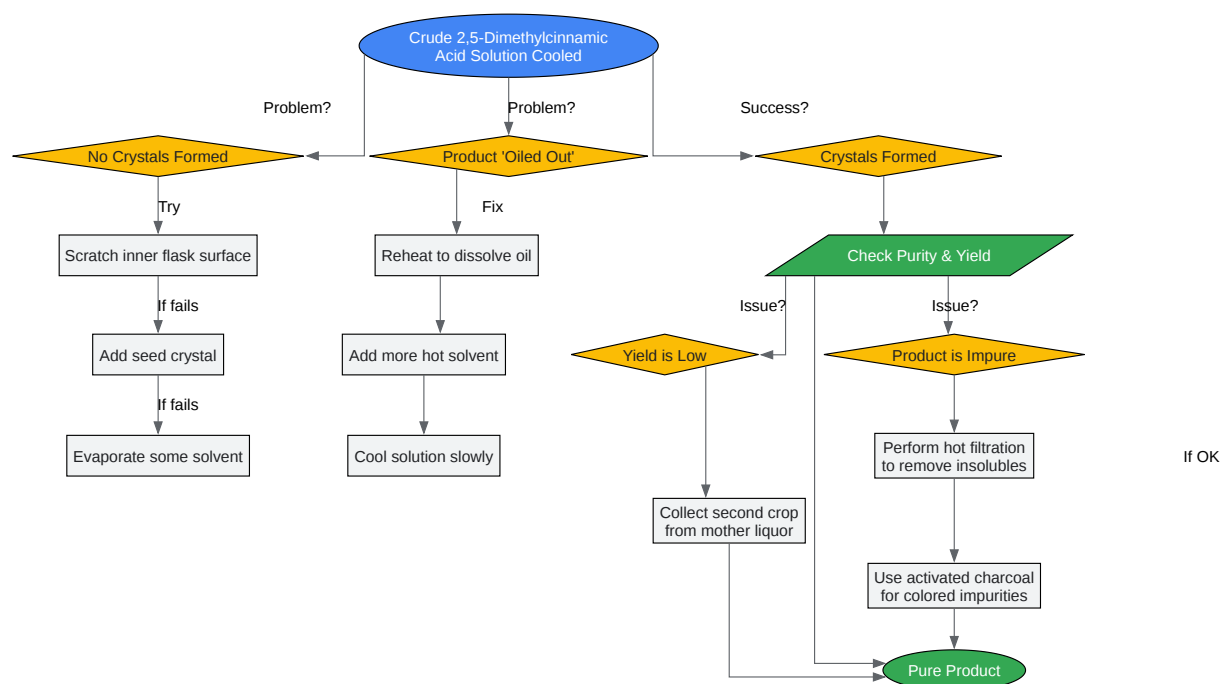 Crude 2,5-Dimethylcinnamic
Acid Solution Cooled
Problem?
Problem?
Success?
No Crystals Formed
Product 'Oiled Out'
Crystals Formed
Try
Fix
Scratch inner flask surface
Reheat to dissolve oil
Check Purity & Yield
If fails
Issue?
Issue?
Add seed crystal
Add more hot solvent
Yield is Low
Product is Impure
If fails
Evaporate some solvent
Cool solution slowly
Perform hot filtration
to remove insolubles
If OK
Collect second crop
from mother liquor
Use activated charcoal
for colored impurities
Pure Product